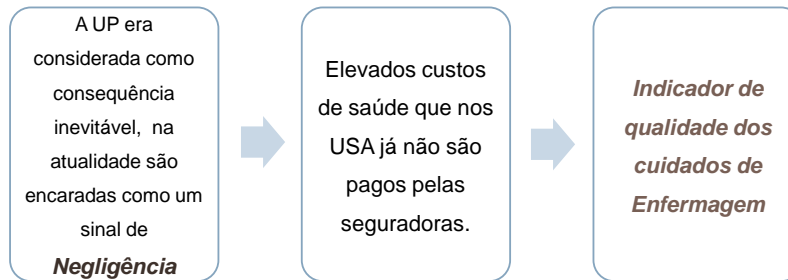 A UP era
considerada como
consequência
inevitável, na
atualidade são
encaradas como um
sinal de
Negligência
Elevados custos
de saúde que nos
USA já não são
pagos pelas
seguradoras.
Indicador de
qualidade dos
cuidados de
Enfermagem